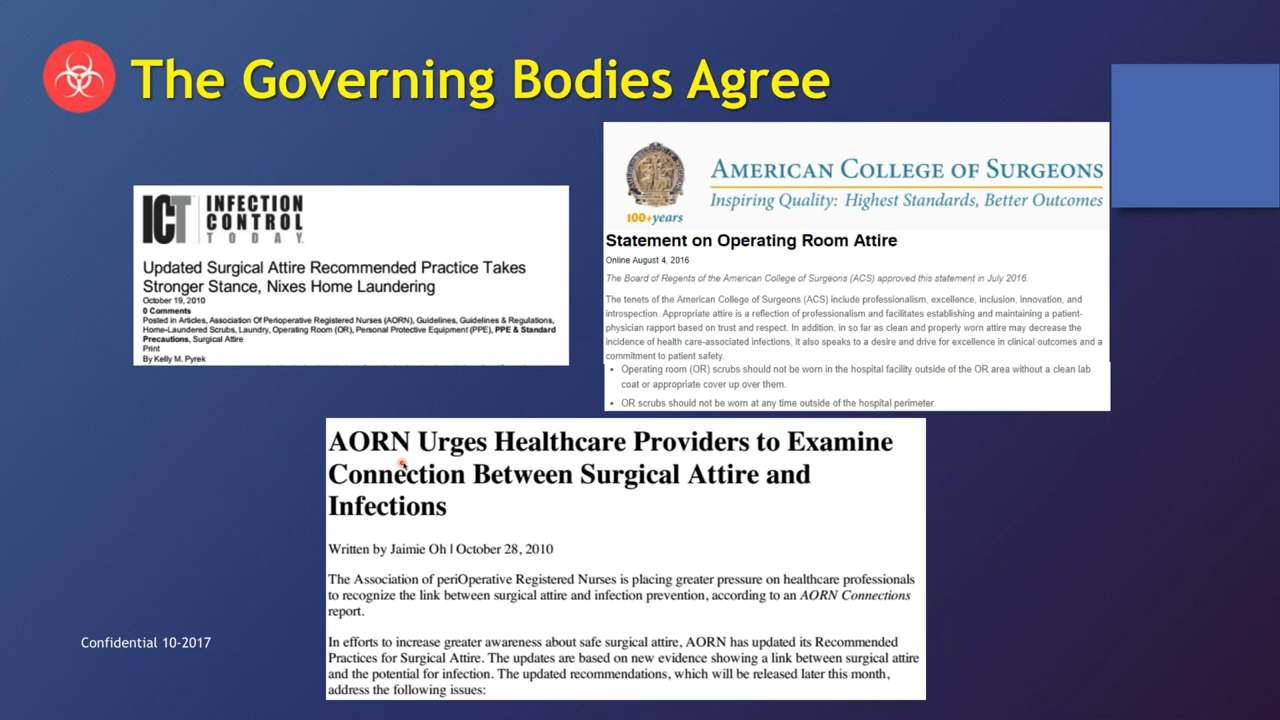 The Governing Bodies Agree
ICT INFECTION
CONTROL
TODAY
Updated Surgical Attire Recommended Practice Takes
Stronger Stance, Nixes Home Laundering
October 19, 2010
0 Comments
Posted in Articles, Association Of Perioperative Registered Nurses (AORN), Guidelines, Guidelines & Regulations,
Home-Laundered Scrubs, Laundry, Operating Room (OR), Personal Protective Equipment (PPE), PPE & Standard
Precautions, Surgical Attire
Print
By Kelly M. Pyrek
100+years
AMERICAN COLLEGE OF SURGEONS
Inspiring Quality: Highest Standards, Better Outcomes
Statement on Operating Room Attire
Online August 4, 2016
The Board of Regents of the American College of Surgeons (ACS) approved this statement in July 2016.
The tenets of the American College of Surgeons (ACS) include professionalism, excellence, inclusion, innovation, and
introspection. Appropriate attire is a reflection of professionalism and facilitates establishing and maintaining a patient-
physician rapport based on trust and respect. In addition, in so far as clean and properly worn attire may decrease the
incidence of health care-associated infections, it also speaks to a desire and drive for excellence in clinical outcomes and a
commitment to patient safety.
• Operating room (OR) scrubs should not be worn in the hospital facility outside of the OR area without a clean lab
coat or appropriate cover up over them.
• OR scrubs should not be worn at any time outside of the hospital perimeter.
AORN Urges Healthcare Providers to Examine
Connection Between Surgical Attire and
Infections
Written by Jaimie Oh | October 28, 2010
The Association of periOperative Registered Nurses is placing greater pressure on healthcare professionals
to recognize the link between surgical attire and infection prevention, according to an AORN Connections
report.
In efforts to increase greater awareness about safe surgical attire, AORN has updated its Recommended
Practices for Surgical Attire. The updates are based on new evidence showing a link between surgical attire
and the potential for infection. The updated recommendations, which will be released later this month,
address the following issues:
Confidential 10-2017